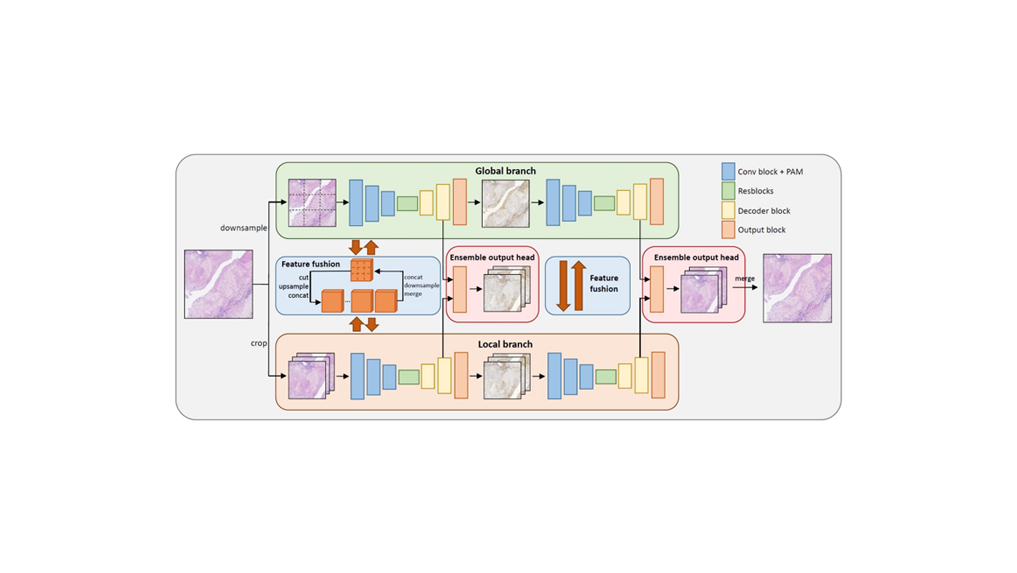 Global branch
Conv block + PAM
Resblocks
Decoder block
Output block
downsample
Feature fushion
cut
upsample
concat
...
concat
downsample
merge
Ensemble output head
Feature
fushion
Ensemble output head
merge
crop
Local branch